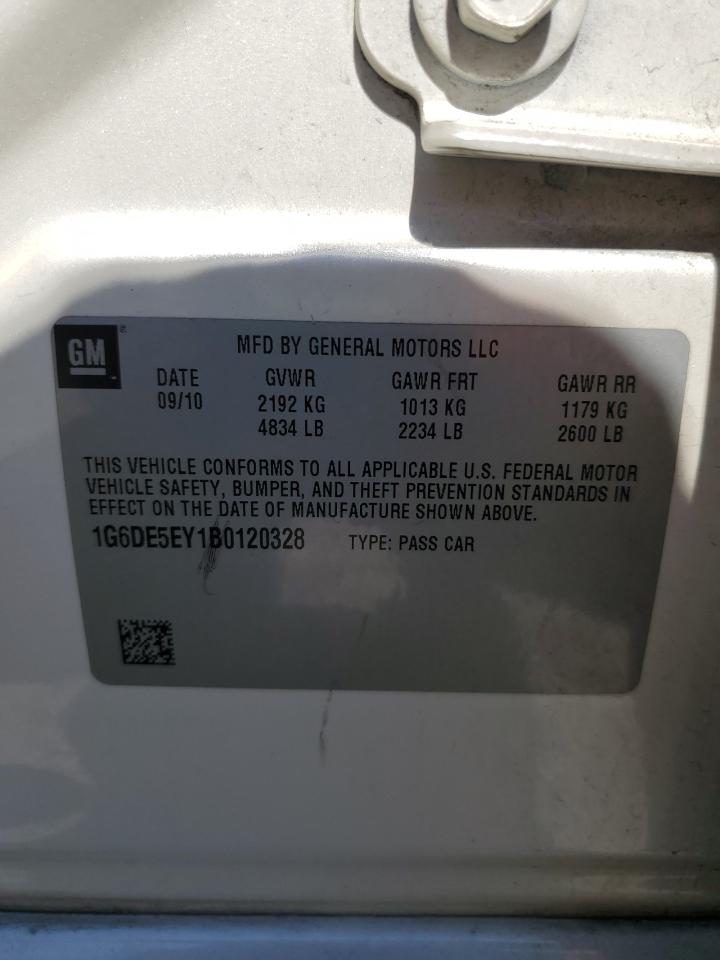 GM
MFD BY GENERAL MOTORS LLC
DATE GVWR GAWR FRT GAWR RR
09/10 2192 KG 1013 KG 1179 KG
4834 LB 2234 LB 2600 LB
THIS VEHICLE CONFORMS TO ALL APPLICABLE U.S. FEDERAL MOTOR
VEHICLE SAFETY, BUMPER, AND THEFT PREVENTION STANDARDS IN
EFFECT ON THE DATE OF MANUFACTURE SHOWN ABOVE.
1G6DE5EY1B0120328 TYPE: PASS CAR